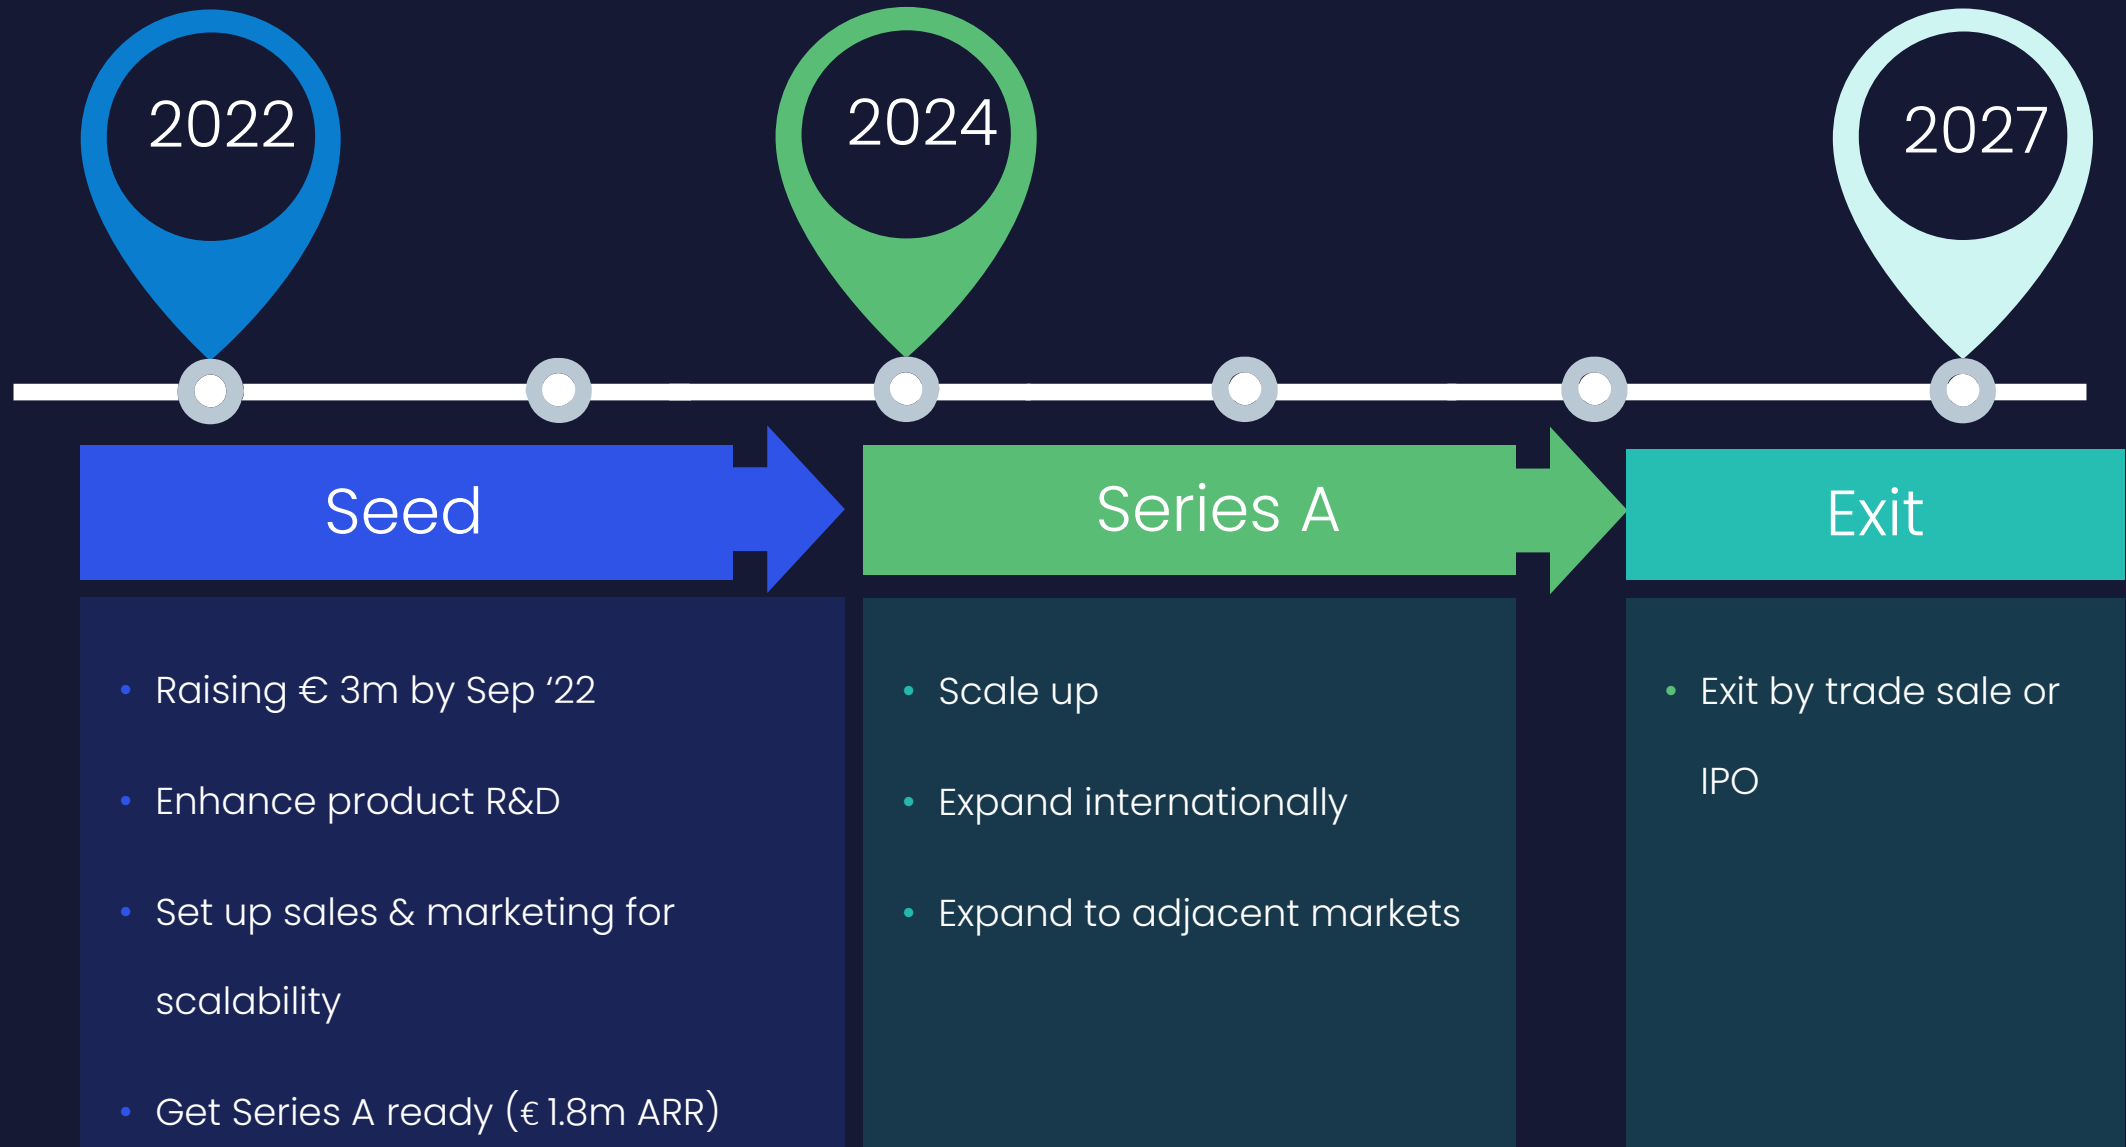 2022
2024
2027
Seed
Series A
Exit
• Raising € 3m by Sep ‘22
• Enhance product R&D
• Set up sales & marketing for
scalability
• Get Series A ready (€ 1.8m ARR)
• Scale up
• Expand internationally
• Expand to adjacent markets
• Exit by trade sale or
IPO